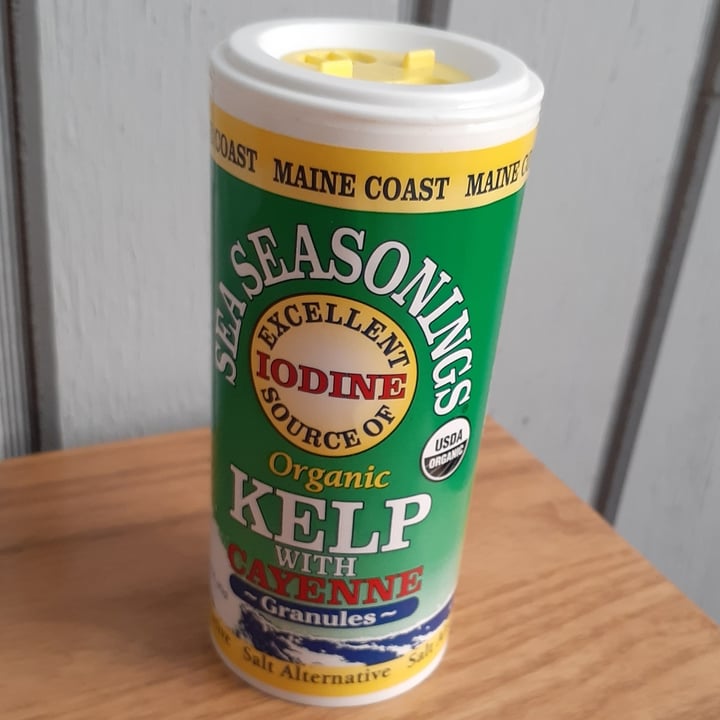 COAST MAINE COAST MAINE
SEA SEASONINGS
EXCELLENT
SOURCE OF
IODINE
USDA
ORGANIC
Organic
KELP
WITH
CAYENNE
~ Granules ~
Salt Alternative Salt